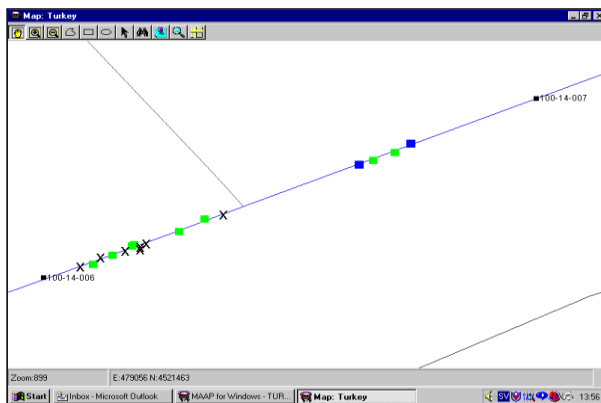 Map: Turkey
100-14-007
100-14-006
Zoom:899 E:479056 N:4521463
Start Inbox - Microsoft Outlook MAAP for Windows - TUR... Map: Turkey SV 13:56